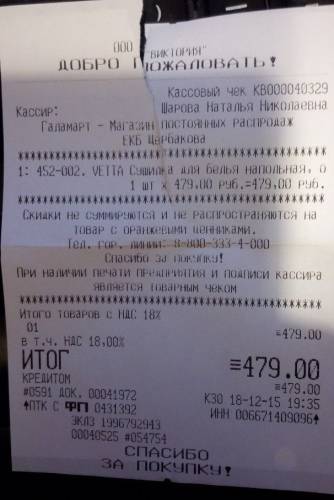 ООО "ВИКТОРИЯ"
ДОБРО ПОЖАЛОВАТЬ!
Кассовый чек КВ000040329
Кассир: Шарова Наталья Николаевна
Галамарт - Магазин постоянных распродаж
ЕКБ Щербакова
************************************
1: 452-002, VETTA Сушилка для белья напольная, о
1 шт x 479.00 руб.=479.00 руб.
************************************
Скидки не суммируются и не распространяются на
товар с оранжевыми ценниками.
Тел. гор. линии: 8-800-333-4-000
Спасибо за покупку!
При наличии печати предприятия и подписи кассира
является товарным чеком
************************************
Итого товаров с НДС 18%
01 ≡479.00
в т.ч. НДС 18,00%
ИТОГ ≡479.00
КРЕДИТОМ ≡479.00
#0591 ДОК. 00041972 К30 18-12-15 19:35
ПТК С ФП 0431392 ИНН 006671409096
ЭКЛЗ 1996792943
00040525 #054754
СПАСИБО
ЗА ПОКУПКУ!